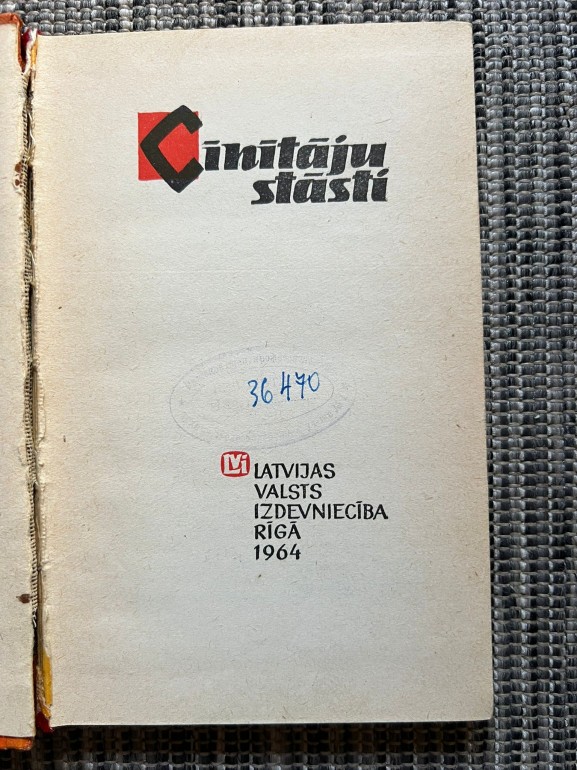 Cīnītāju
stāsti
36470
LVI
LATVIJAS
VALSTS
IZDEVNIECĪBA
RĪGĀ
1964